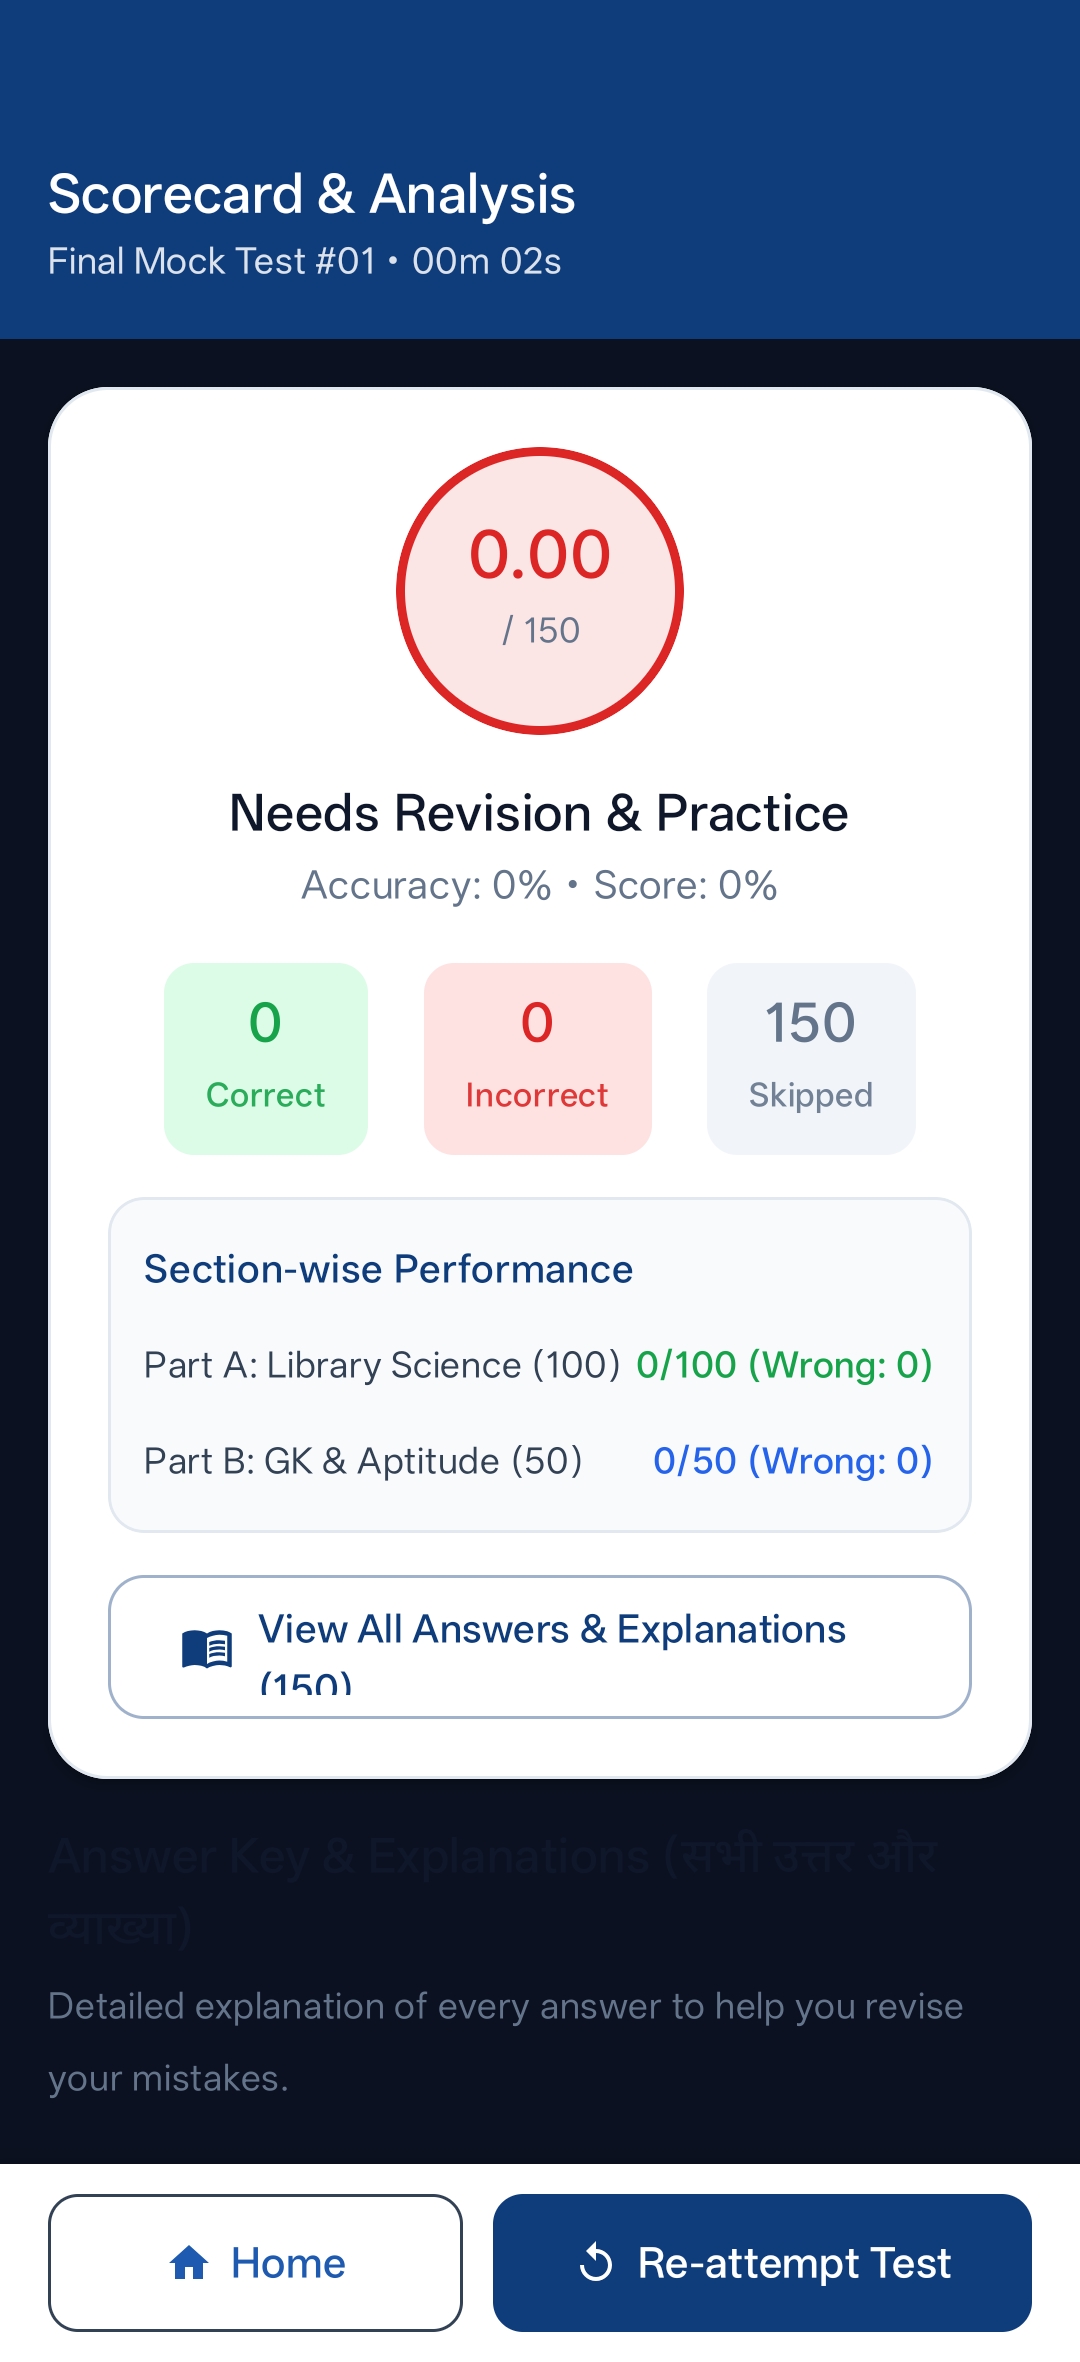 Scorecard & Analysis
Final Mock Test #01 • 00m 02s
0.00
/ 150
Needs Revision & Practice
Accuracy: 0% • Score: 0%
0
Correct
0
Incorrect
150
Skipped
Section-wise Performance
Part A: Library Science (100) 0/100 (Wrong: 0)
Part B: GK & Aptitude (50) 0/50 (Wrong: 0)
View All Answers & Explanations
(150)
Answer Key & Explanations (सभी उत्तर और
व्याख्या)
Detailed explanation of every answer to help you revise
your mistakes.
Home
Re-attempt Test